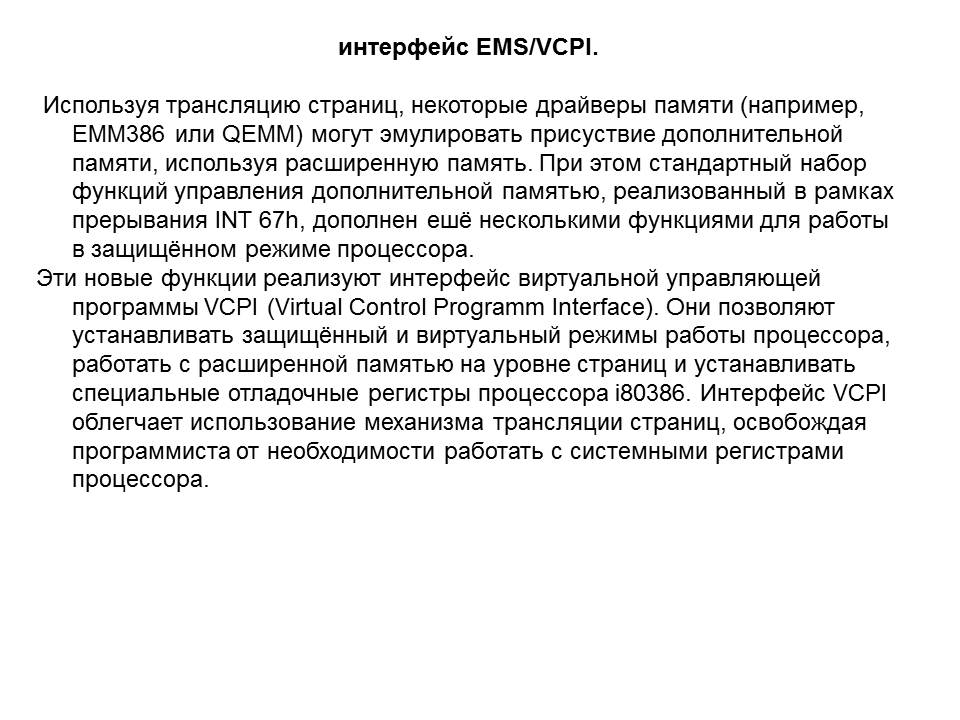 интерфейс EMS/VCPI.
Используя трансляцию страниц, некоторые драйверы памяти (например,
EMM386 или QEMM) могут эмулировать присуствие дополнительной
памяти, используя расширенную память. При этом стандартный набор
функций управления дополнительной памятью, реализованный в рамках
прерывания INT 67h, дополнен ешё несколькими функциями для работы
в защищённом режиме процессора.
Эти новые функции реализуют интерфейс виртуальной управляющей
программы VCPI (Virtual Control Programm Interface). Они позволяют
устанавливать защищённый и виртуальный режимы работы процессора,
работать с расширенной памятью на уровне страниц и устанавливать
специальные отладочные регистры процессора i80386. Интерфейс VCPI
облегчает использование механизма трансляции страниц, освобождая
программиста от необходимости работать с системными регистрами
процессора.